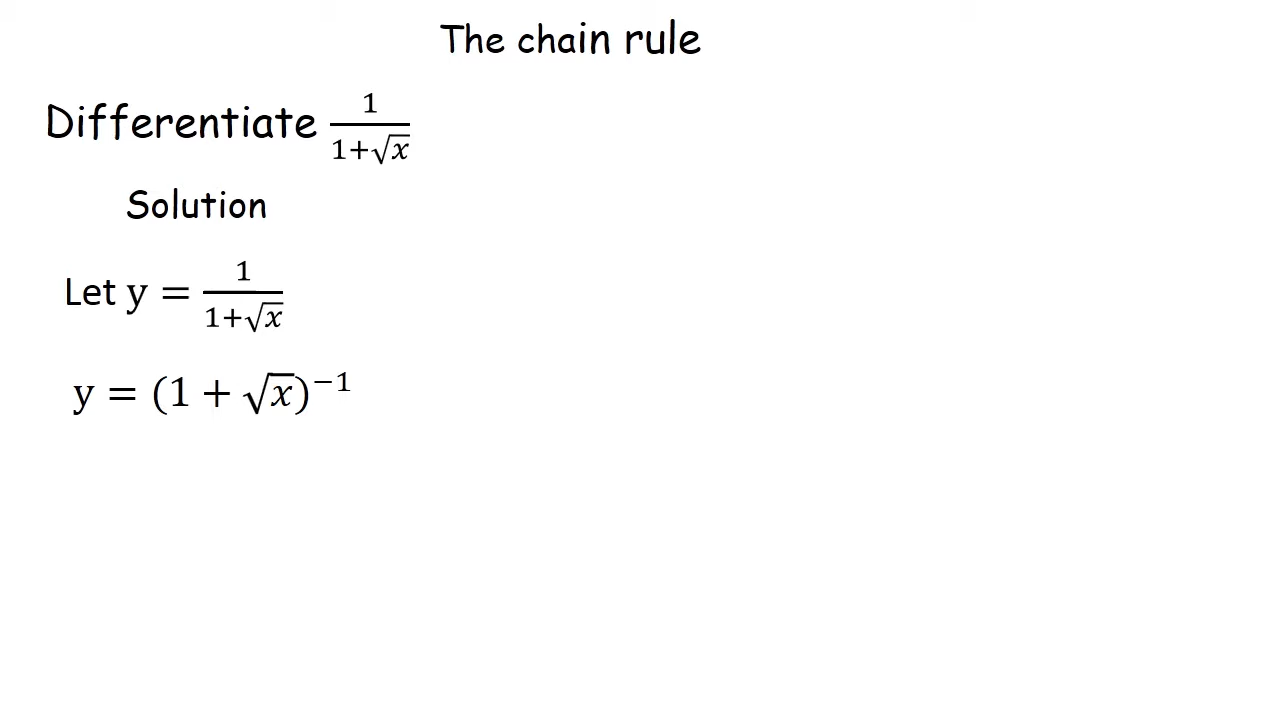 The chain rule
Differentiate 1/(1+√x)
Solution
Let y = 1/(1+√x)
y = (1 + √x)⁻¹